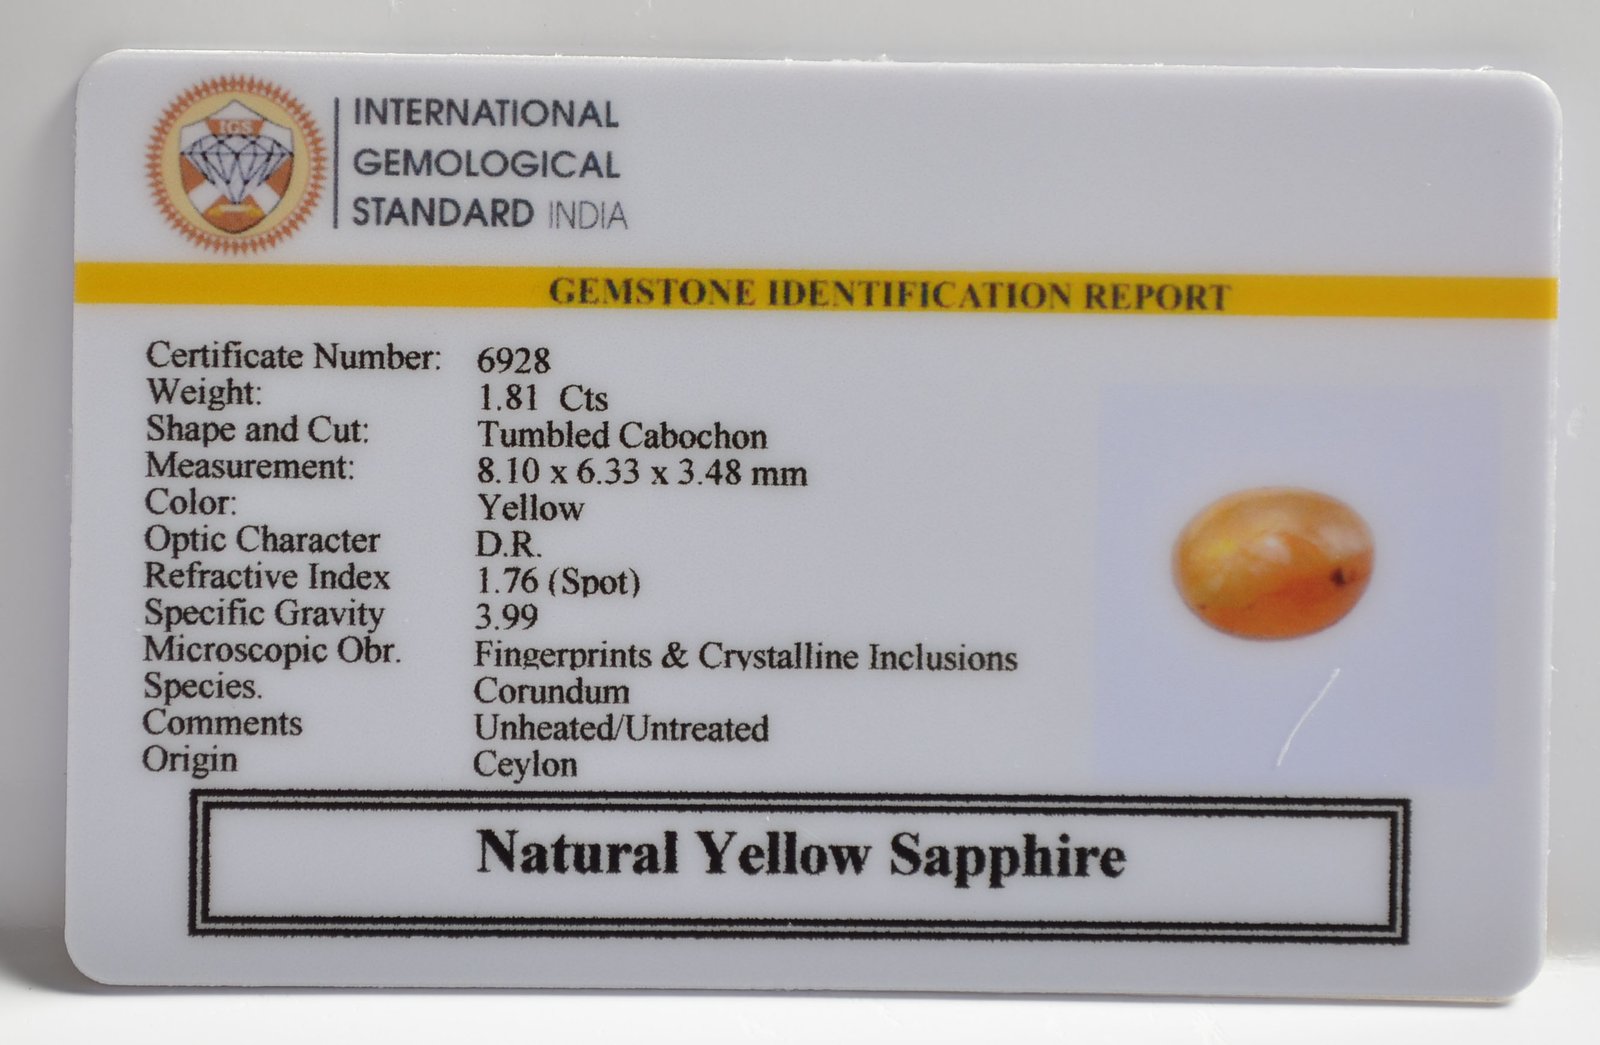 IGS
INTERNATIONAL
GEMOLOGICAL
STANDARD INDIA
GEMSTONE IDENTIFICATION REPORT
Certificate Number: 6928
Weight: 1.81 Cts
Shape and Cut: Tumbled Cabochon
Measurement: 8.10 x 6.33 x 3.48 mm
Color: Yellow
Optic Character D.R.
Refractive Index 1.76 (Spot)
Specific Gravity 3.99
Microscopic Obr. Fingerprints & Crystalline Inclusions
Species. Corundum
Comments Unheated/Untreated
Origin Ceylon
Natural Yellow Sapphire